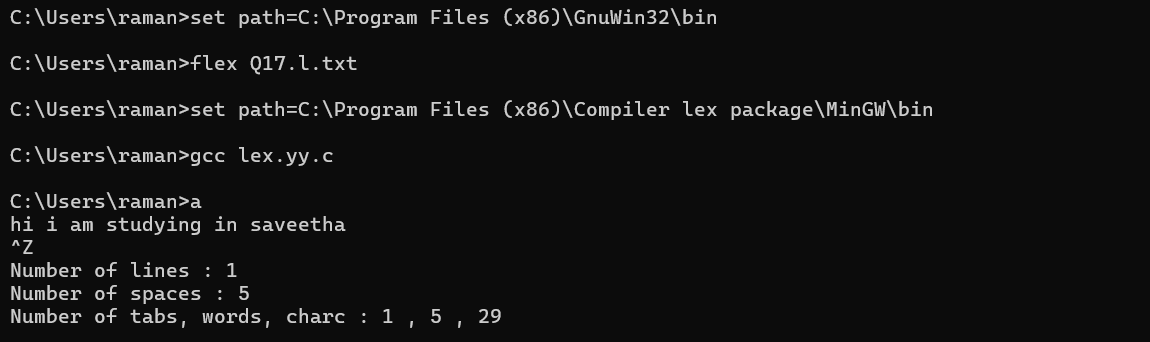 C:\Users\raman>set path=C:\Program Files (x86)\GnuWin32\bin
C:\Users\raman>flex Q17.l.txt
C:\Users\raman>set path=C:\Program Files (x86)\Compiler lex package\MinGW\bin
C:\Users\raman>gcc lex.yy.c
C:\Users\raman>a
hi i am studying in saveetha
^Z
Number of lines : 1
Number of spaces : 5
Number of tabs, words, charc : 1 , 5 , 29